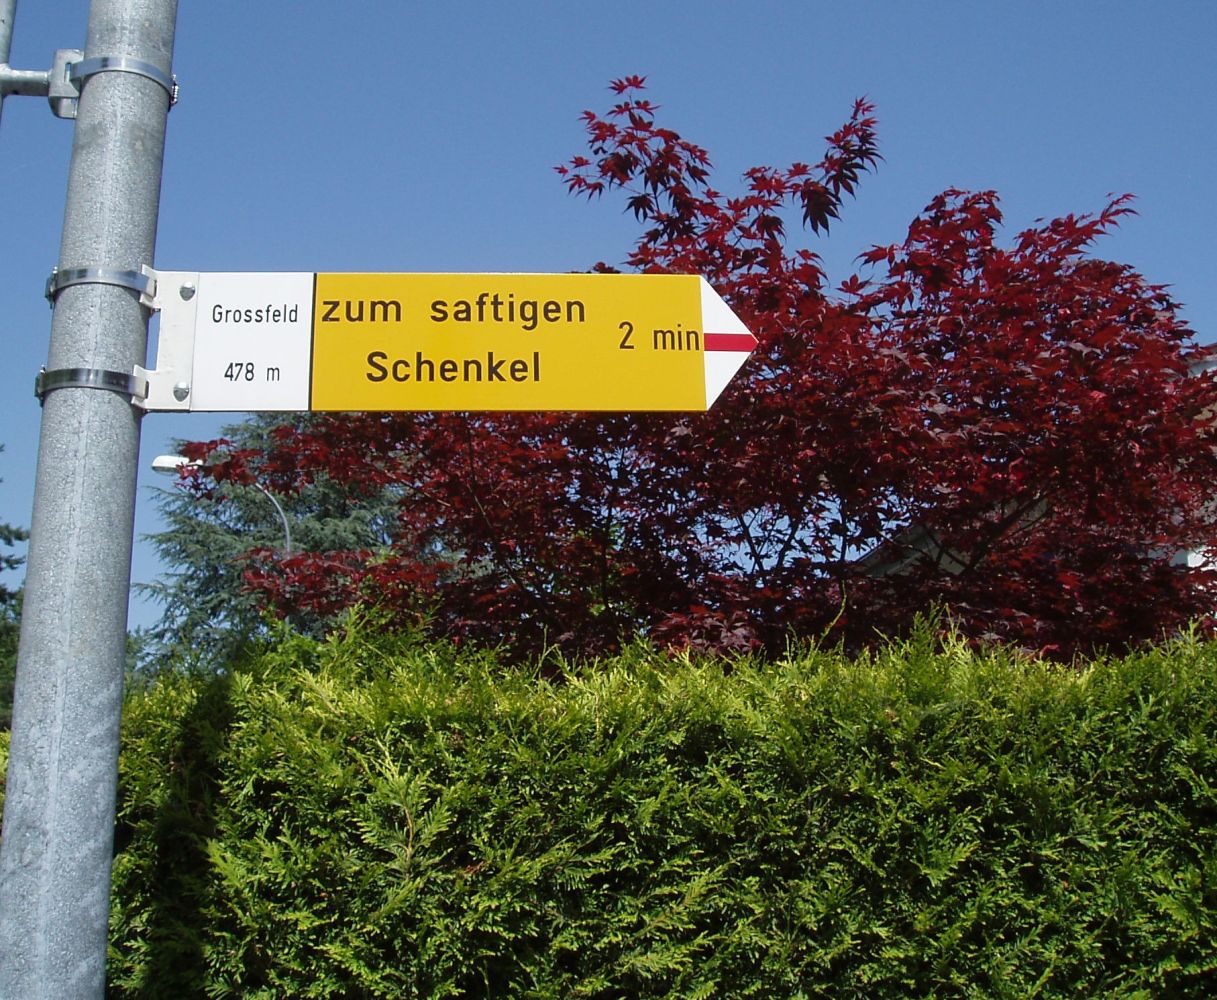 Grossfeld
478 m
zum saftigen
Schenkel
2 min